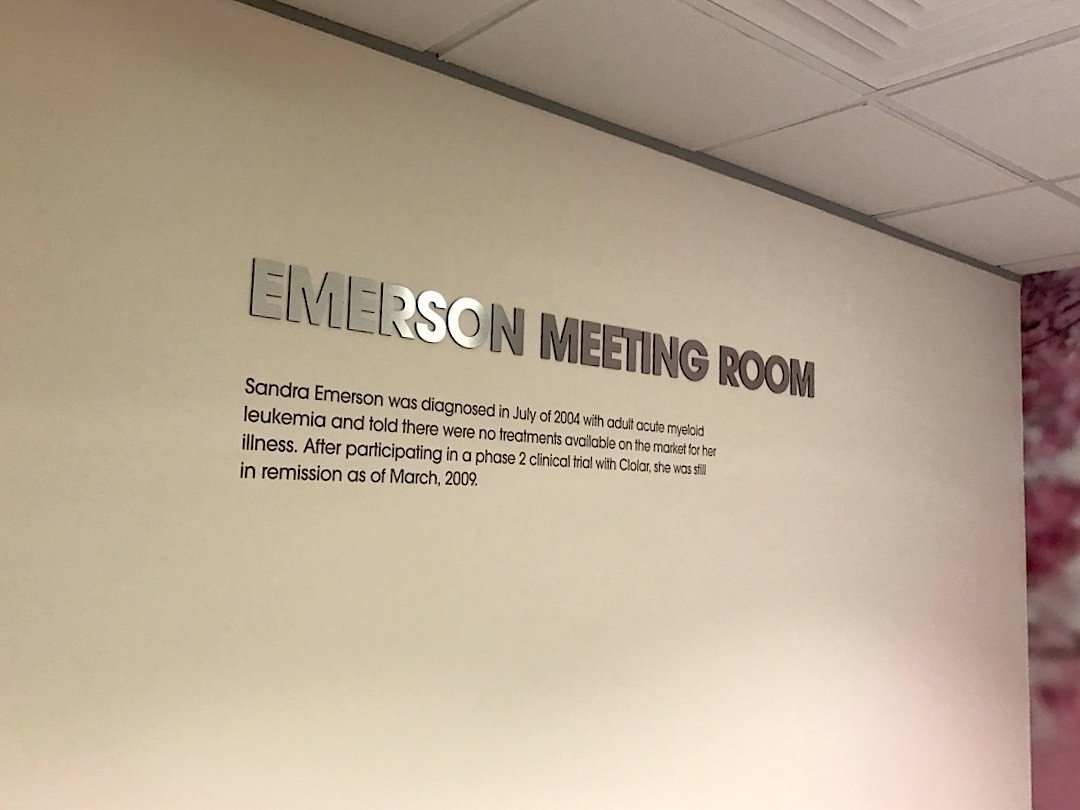 EMERSON MEETING ROOM
Sandra Emerson was diagnosed in July of 2004 with adult acute myeloid
leukemia and told there were no treatments available on the market for her
illness. After participating in a phase 2 clinical trial with Clolar, she was still
in remission as of March, 2009.